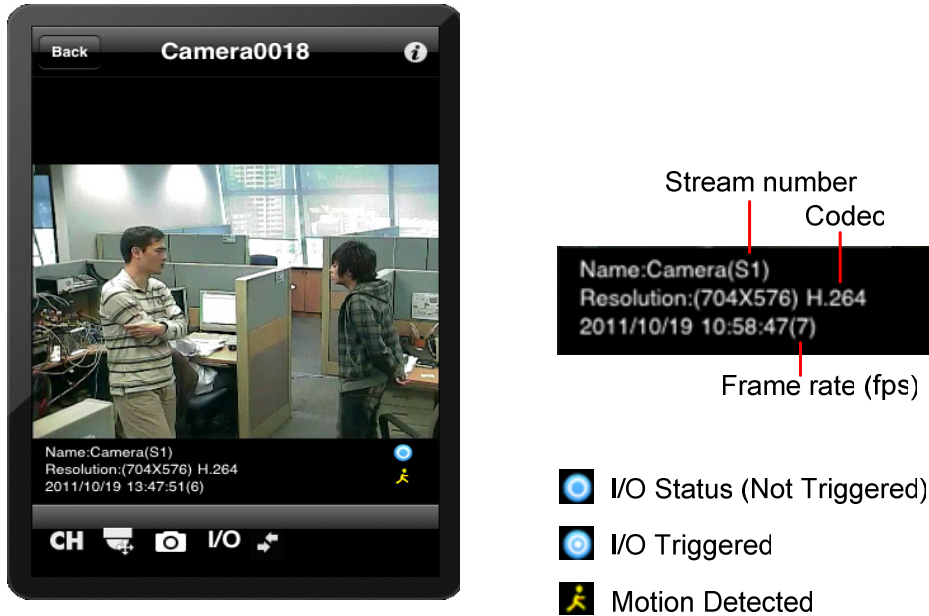 Back
Camera0018
Name:Camera(S1)
Resolution:(704X576) H.264
2011/10/19 13:47:51(6)
CH
I/O
Stream number
Codec
Name:Camera(S1)
Resolution:(704X576) H.264
2011/10/19 10:58:47(7)
Frame rate (fps)
I/O Status (Not Triggered)
I/O Triggered
Motion Detected